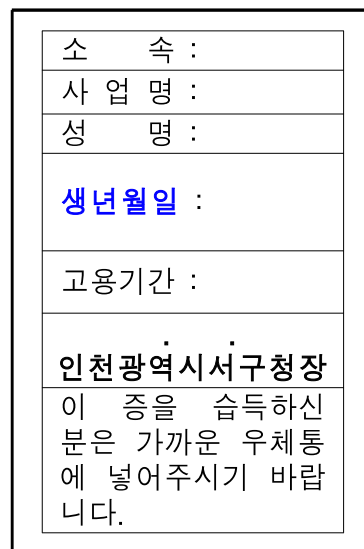 소 속 :
사 업 명 :
성 명 :
생년월일 :
고용기간 :
. .
인천광역시서구청장
이 증을 습득하신
분은 가까운 우체통
에 넣어주시기 바랍
니다.